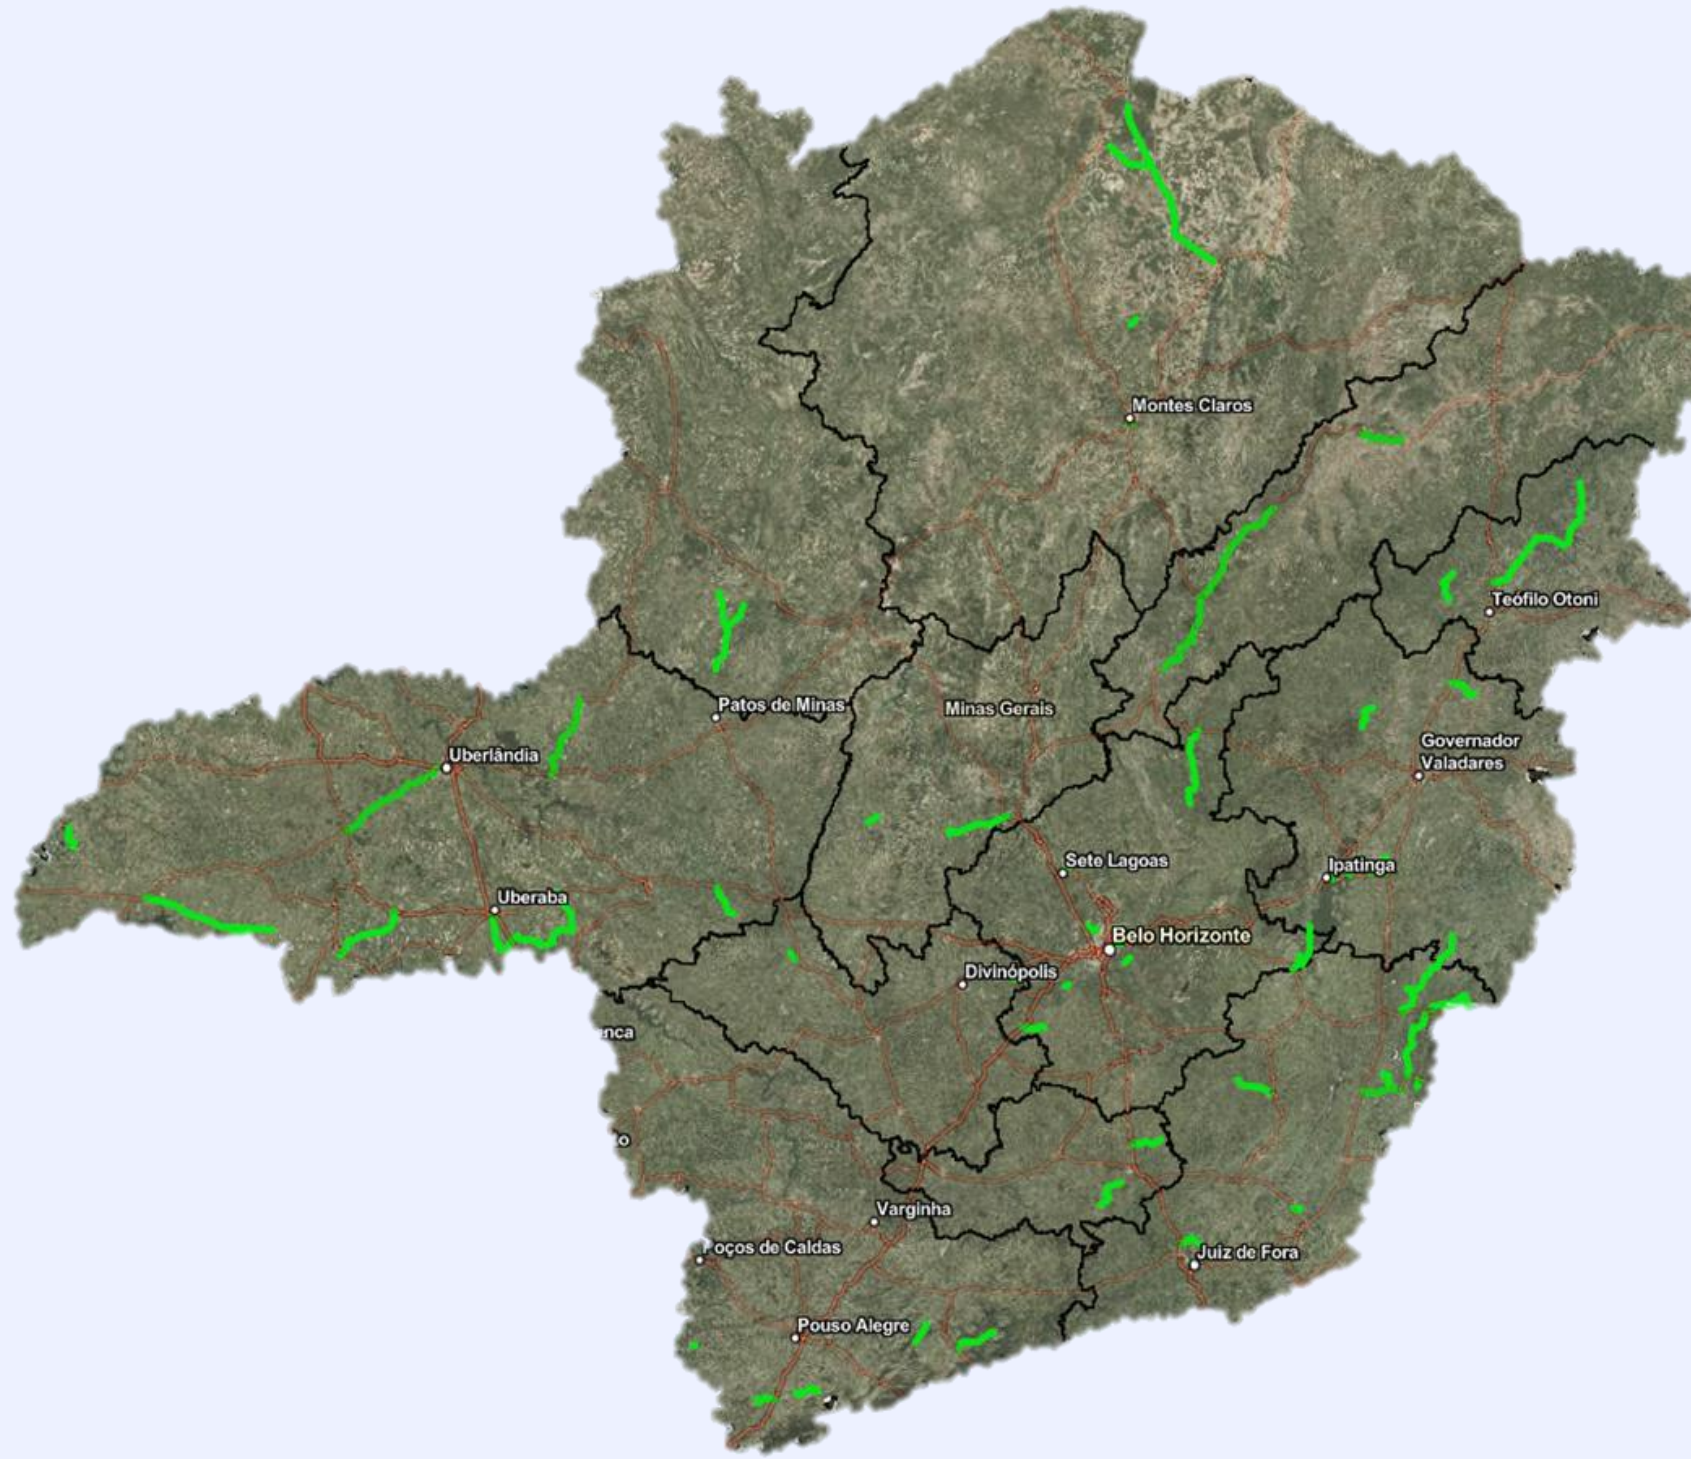 Montes Claros
Teófilo Otoni
Patos de Minas
Minas Gerais
Governador
Valadares
Uberlândia
Sete Lagoas
Ipatinga
Uberaba
Belo Horizonte
Divinópolis
nca
o
Varginha
Poços de Caldas
Juiz de Fora
Pouso Alegre